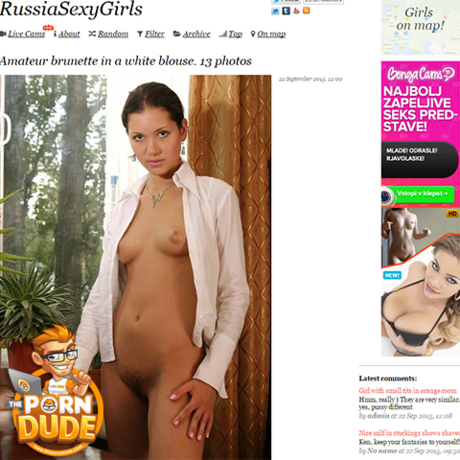 RussiaSexyGirls
Live Cams
About
Random
Filter
Archive
Top
On map
Amateur brunette in a white blouse. 13 photos
22 September 2015, 12:00
Girls
on map!
BongaCams
NAJBOLJ
ZAPELJIVE
SEKS PRED-
STAVE!
MLADE! ODRASLE!
RJAVOLASKE!
Vstopi v klepet
HD
NEW!
THE
PORN
DUDE
Latest comments:
Girl with small tits in orange room
Hmm, really ) They are very similar.
yes, pussy different
by admin at 22 Sep 2015, 11:08
Nice milf in stockings shows shaved
Ken, keep your fantasies to yourself!
by No name at 22 Sep 2015, 09:50